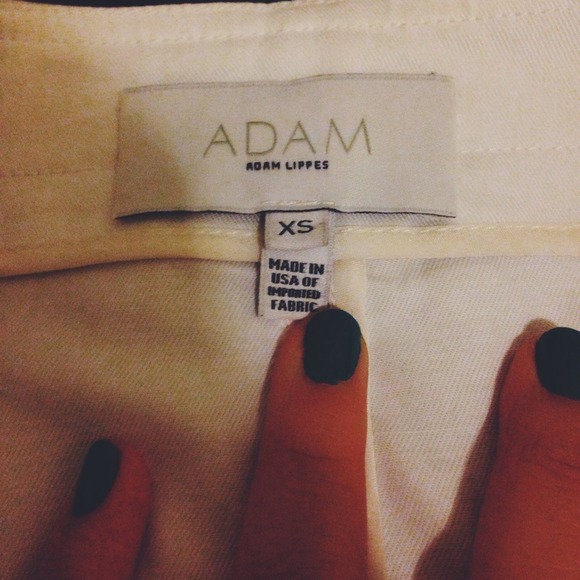 ADAM
ADAM LIPPES
XS
MADE IN
USA OF
IMPORTED
FABRIC